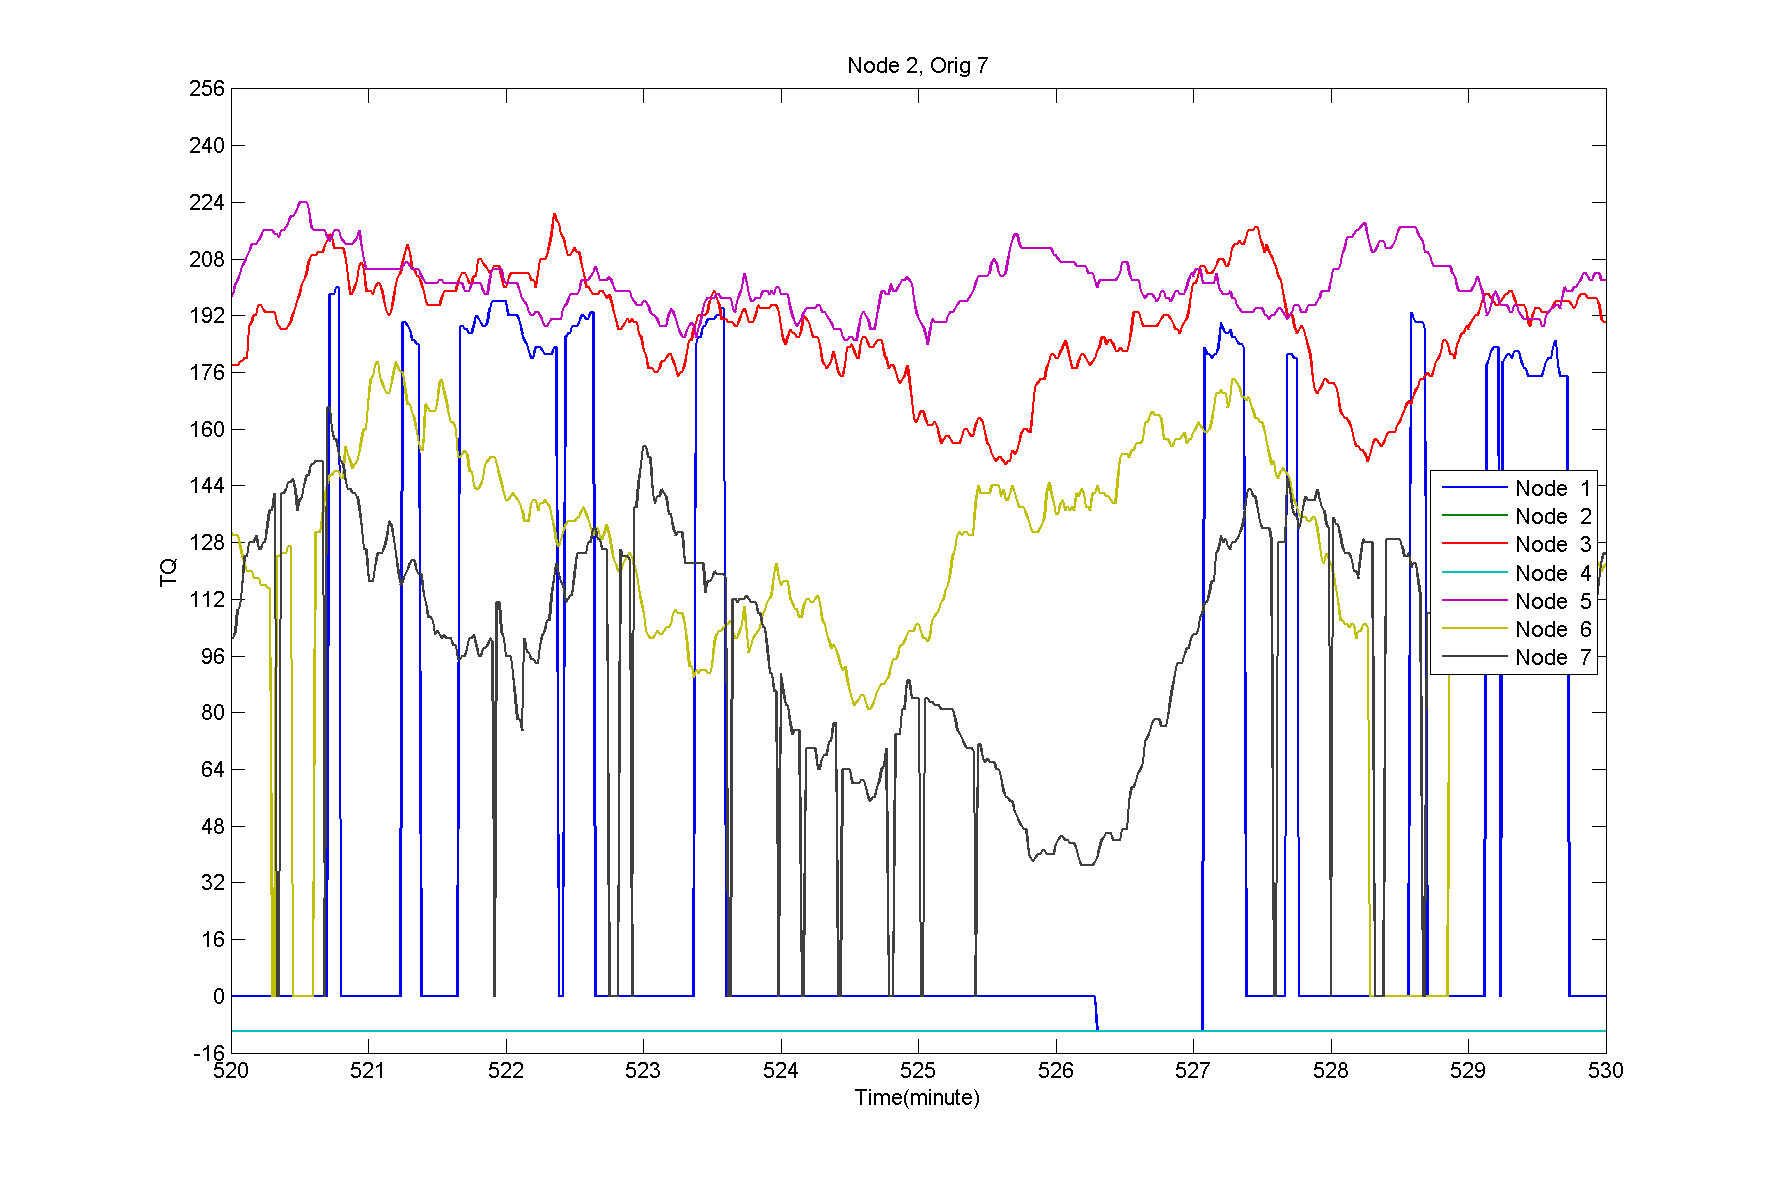 Node 2, Orig 7
256
240
224
208
192
176
160
144
128
112
96
80
64
48
32
16
0
-16
TQ
Node 1
Node 2
Node 3
Node 4
Node 5
Node 6
Node 7
520 521 522 523 524 525 526 527 528 529 530
Time(minute)